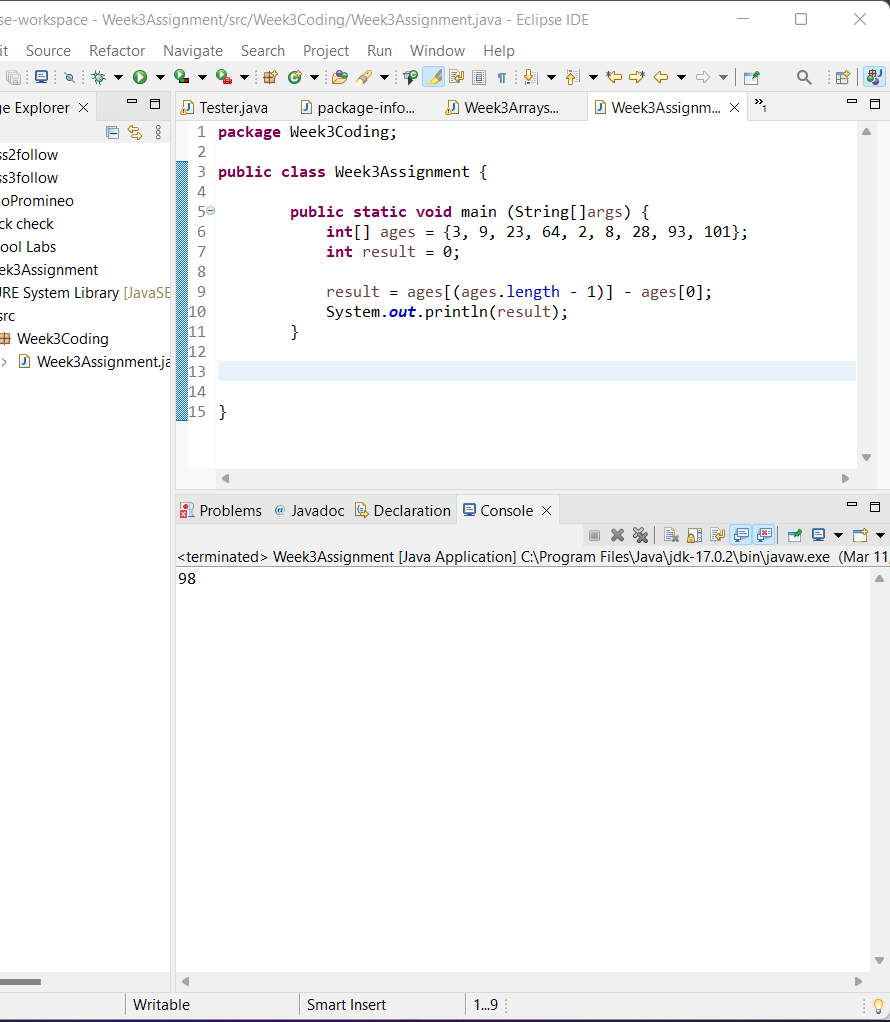 se-workspace - Week3Assignment/src/Week3Coding/Week3Assignment.java - Eclipse IDE
it Source Refactor Navigate Search Project Run Window Help
ge Explorer
Tester.java package-info... Week3Arrays... Week3Assignm... »1
ss2follow
ss3follow
oPromineo
ck check
ool Labs
ek3Assignment
JRE System Library [JavaSE
src
Week3Coding
Week3Assignment.ja
1 package Week3Coding;
2
3 public class Week3Assignment {
4
5 public static void main (String[]args) {
6 int[] ages = {3, 9, 23, 64, 2, 8, 28, 93, 101};
7 int result = 0;
8
9 result = ages[(ages.length - 1)] - ages[0];
10 System.out.println(result);
11 }
12
13
14
15 }
Problems @ Javadoc Declaration Console
<terminated> Week3Assignment [Java Application] C:\Program Files\Java\jdk-17.0.2\bin\javaw.exe (Mar 11,
98
Writable Smart Insert 1...9